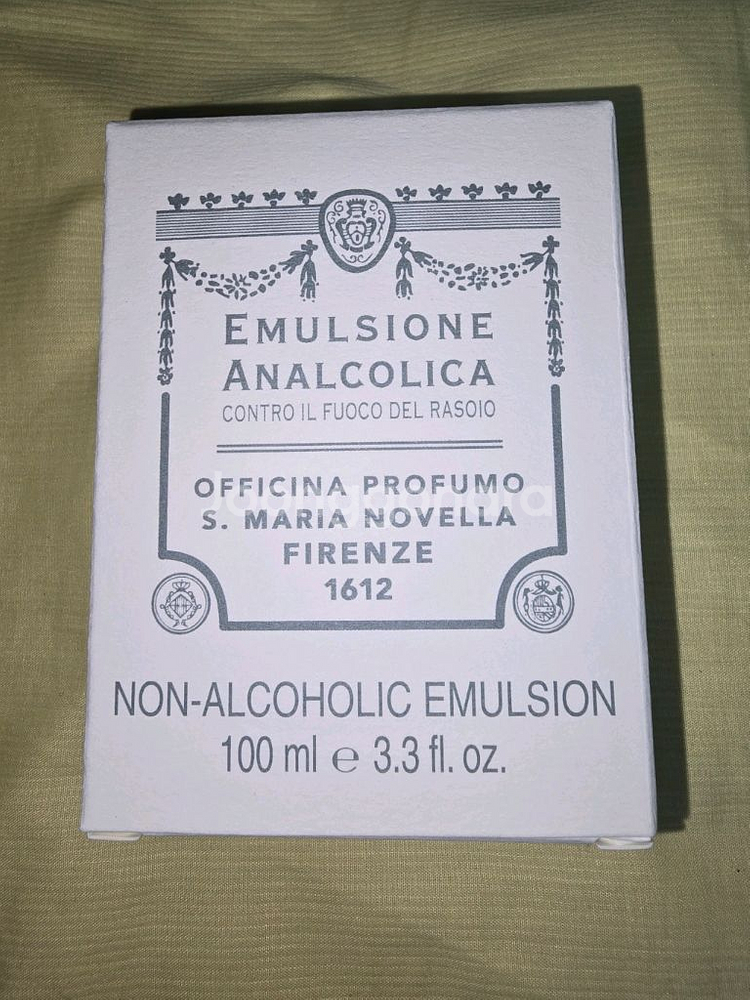 EMULSIONE
ANALCOLICA
CONTRO IL FUOCO DEL RASOIO
OFFICINA PROFUMO
S. MARIA NOVELLA
FIRENZE
1612
NON-ALCOHOLIC EMULSION
100 ml ℮ 3.3 fl. oz.